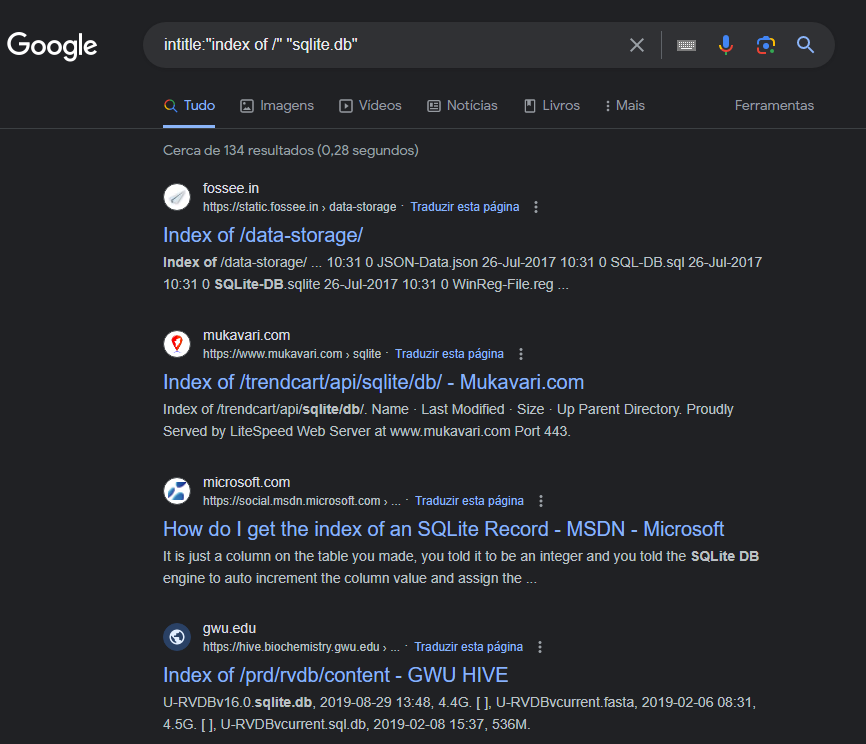 Google
intitle:"index of /" "sqlite.db"
Tudo Imagens Vídeos Notícias Livros Mais Ferramentas
Cerca de 134 resultados (0,28 segundos)
fossee.in
https://static.fossee.in › data-storage · Traduzir esta página
Index of /data-storage/
Index of /data-storage/ ... 10:31 0 JSON-Data.json 26-Jul-2017 10:31 0 SQL-DB.sql 26-Jul-2017
10:31 0 SQLite-DB.sqlite 26-Jul-2017 10:31 0 WinReg-File.reg ...
mukavari.com
https://www.mukavari.com › sqlite · Traduzir esta página
Index of /trendcart/api/sqlite/db/ - Mukavari.com
Index of /trendcart/api/sqlite/db/. Name · Last Modified · Size · Up Parent Directory. Proudly
Served by LiteSpeed Web Server at www.mukavari.com Port 443.
microsoft.com
https://social.msdn.microsoft.com › ... · Traduzir esta página
How do I get the index of an SQLite Record - MSDN - Microsoft
It is just a column on the table you made, you told it to be an integer and you told the SQLite DB
engine to auto increment the column value and assign the ...
gwu.edu
https://hive.biochemistry.gwu.edu › ... · Traduzir esta página
Index of /prd/rvdb/content - GWU HIVE
U-RVDBv16.0.sqlite.db, 2019-08-29 13:48, 4.4G. [ ], U-RVDBvcurrent.fasta, 2019-02-06 08:31,
4.5G. [ ], U-RVDBvcurrent.sql.db, 2019-02-08 15:37, 536M.